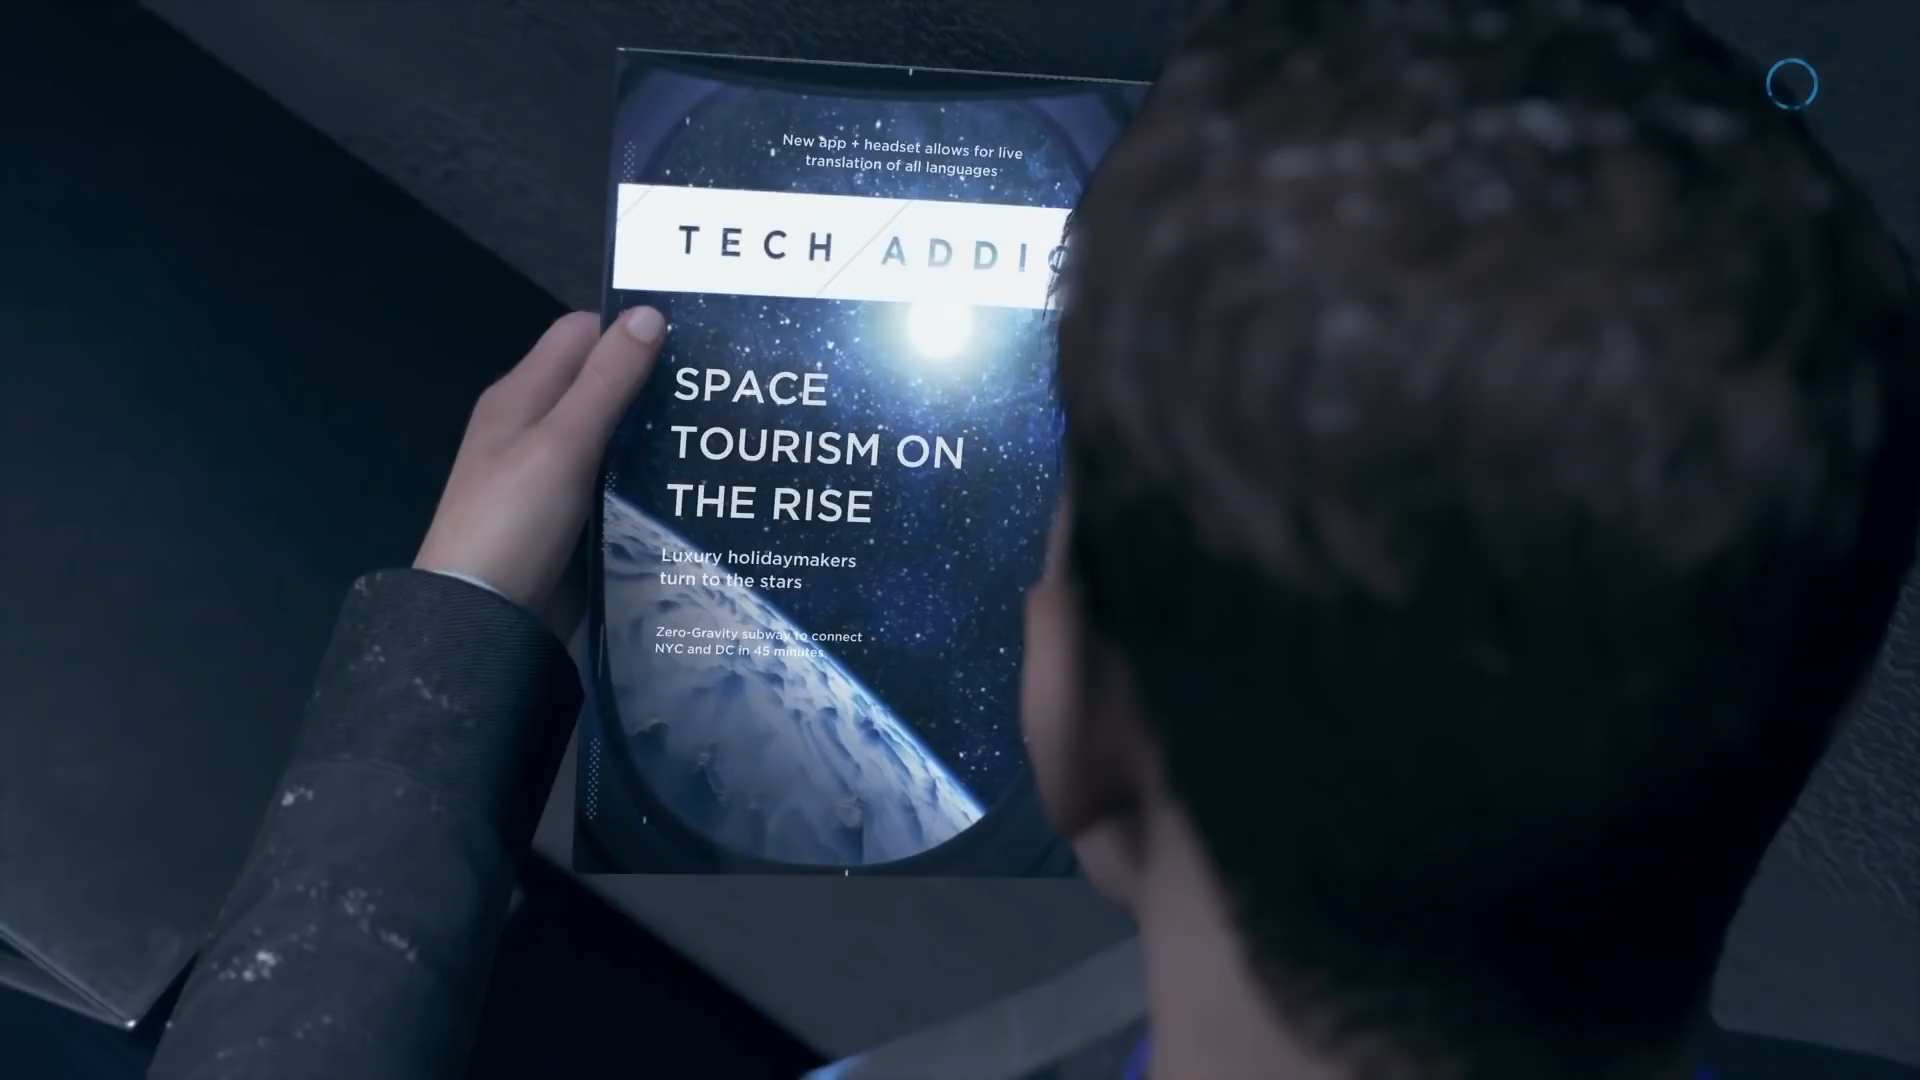 New app + headset allows for live
translation of all languages
TECH
SPACE
TOURISM ON
THE RISE
Luxury holidaymakers
turn to the stars
Zero-Gravity subway to connect
NYC and DC in 45 minutes